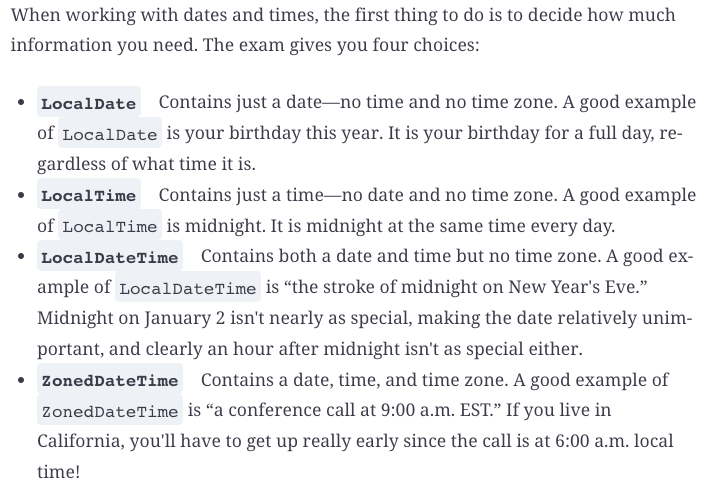 When working with dates and times, the first thing to do is to decide how much
information you need. The exam gives you four choices:
• LocalDate Contains just a date—no time and no time zone. A good example
of LocalDate is your birthday this year. It is your birthday for a full day, re-
gardless of what time it is.
• LocalTime Contains just a time—no date and no time zone. A good example
of LocalTime is midnight. It is midnight at the same time every day.
• LocalDateTime Contains both a date and time but no time zone. A good ex-
ample of LocalDateTime is “the stroke of midnight on New Year's Eve.”
Midnight on January 2 isn't nearly as special, making the date relatively unim-
portant, and clearly an hour after midnight isn't as special either.
• ZonedDateTime Contains a date, time, and time zone. A good example of
ZonedDateTime is “a conference call at 9:00 a.m. EST.” If you live in
California, you'll have to get up really early since the call is at 6:00 a.m. local
time!